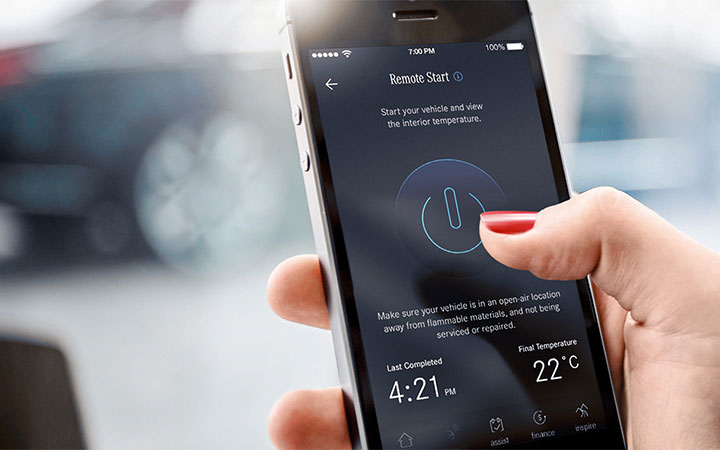 7:00 PM 100%
Remote Start
Start your vehicle and view
the interior temperature.
Make sure your vehicle is in an open-air location
away from flammable materials, and not being
serviced or repaired.
Last Completed Final Temperature
4:21 PM 22°C
assist finance inspire